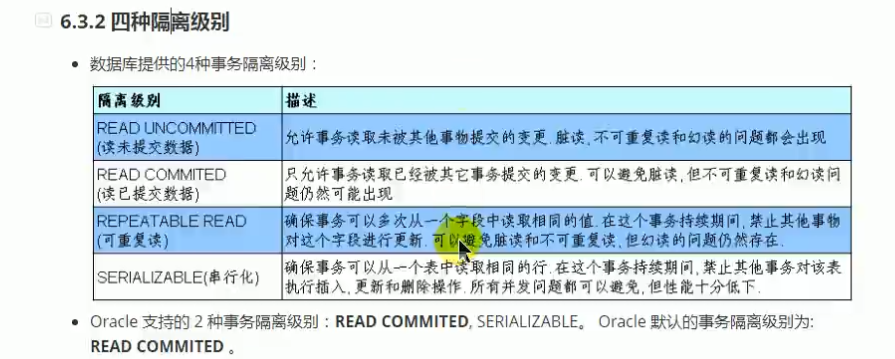 6.3.2 四种隔离级别
数据库提供的4种事务隔离级别：
隔离级别 描述
READ UNCOMMITTED
(读未提交数据)
允许事务读取未被其他事物提交的变更.脏读,不可重复读和幻读的问题都会出现
READ COMMITED
(读已提交数据)
只允许事务读取已经被其它事务提交的变更.可以避免脏读,但不可重复读和幻读问
题仍然可能出现
REPEATABLE READ
(可重复读)
确保事务可以多次从一个字段中读取相同的值.在这个事务持续期间,禁止其他事物
对这个字段进行更新.可以避免脏读和不可重复读,但幻读的问题仍然存在.
SERIALIZABLE(串行化)
确保事务可以从一个表中读取相同的行.在这个事务持续期间,禁止其他事务对该表
执行插入,更新和删除操作.所有并发问题都可以避免,但性能十分低下.
Oracle 支持的 2 种事务隔离级别：READ COMMITED, SERIALIZABLE。 Oracle 默认的事务隔离级别为:
READ COMMITED 。